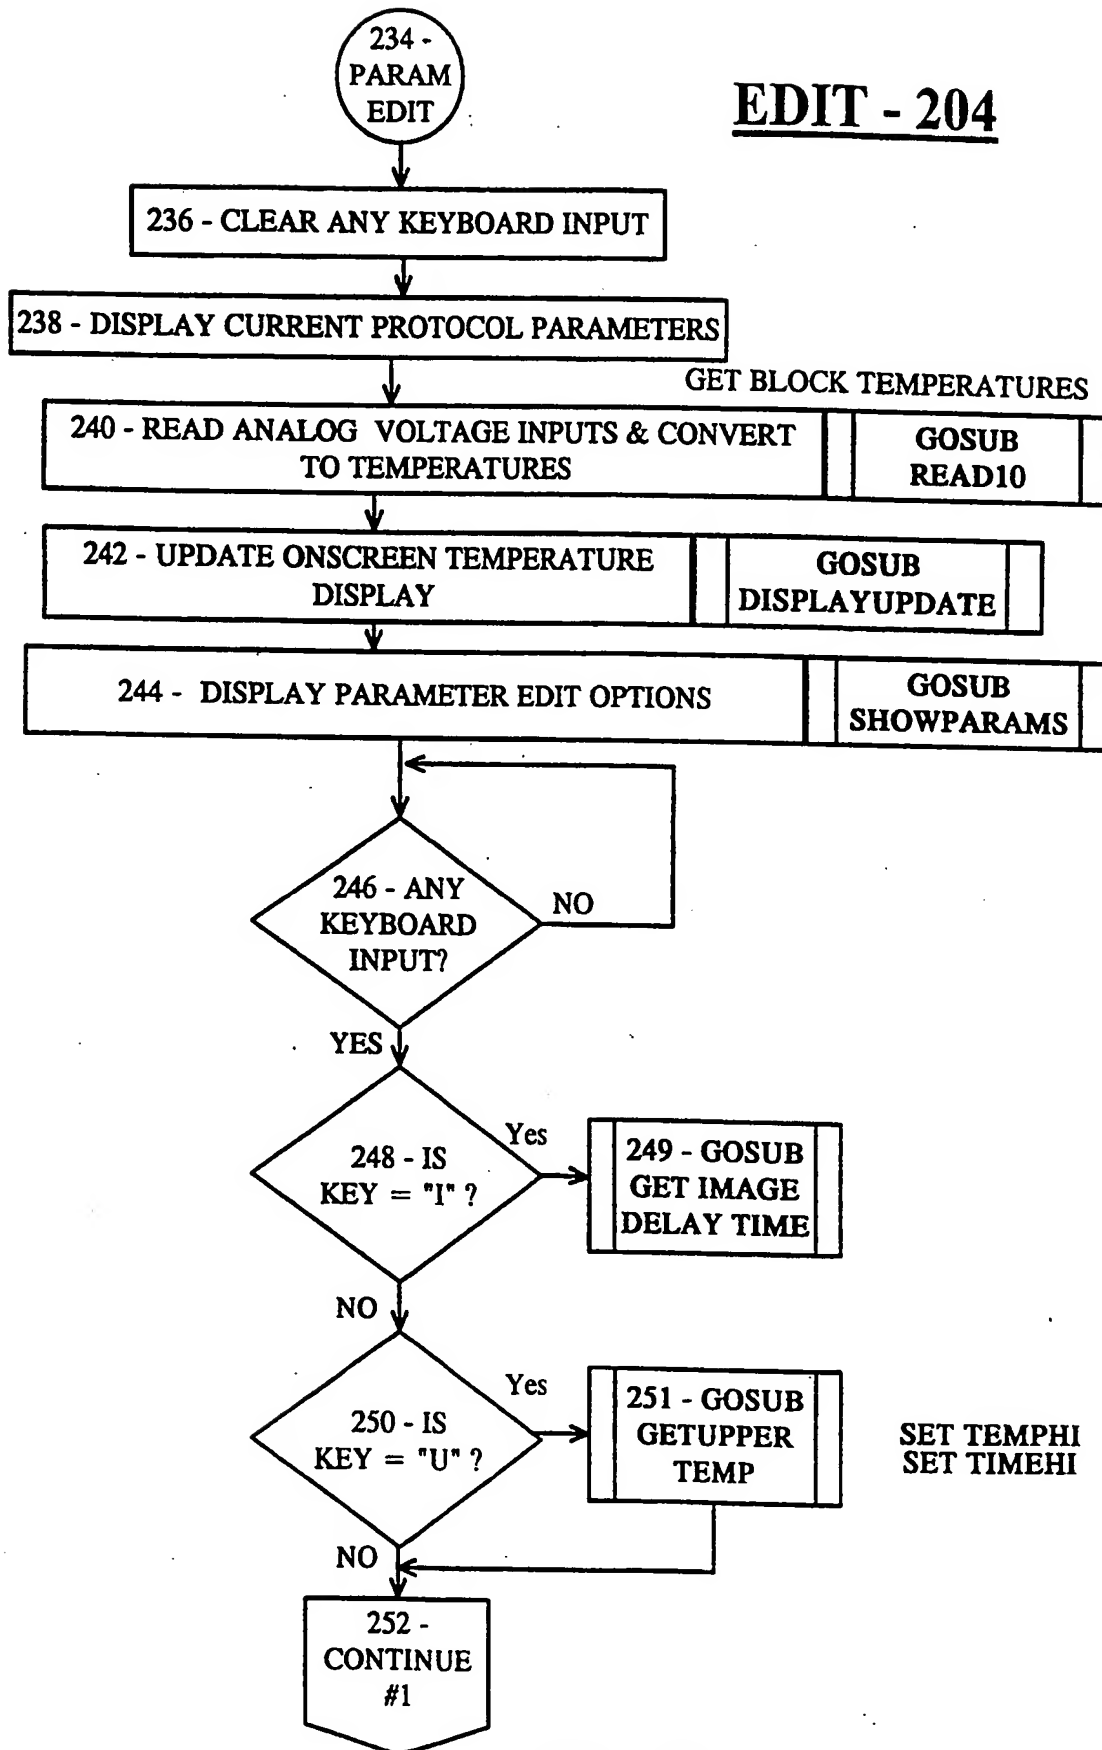 234 -
PARAM
EDIT
EDIT - 204
236 - CLEAR ANY KEYBOARD INPUT
238 - DISPLAY CURRENT PROTOCOL PARAMETERS
GET BLOCK TEMPERATURES
240 - READ ANALOG VOLTAGE INPUTS & CONVERT
TO TEMPERATURES
GOSUB
READ10
242 - UPDATE ONSCREEN TEMPERATURE
DISPLAY
GOSUB
DISPLAYUPDATE
244 - DISPLAY PARAMETER EDIT OPTIONS
GOSUB
SHOWPARAMS
246 - ANY
KEYBOARD
INPUT?
NO
YES
248 - IS
KEY = "I" ?
Yes
249 - GOSUB
GET IMAGE
DELAY TIME
NO
250 - IS
KEY = "U" ?
Yes
251 - GOSUB
GETUPPER
TEMP
SET TEMPHI
SET TIMEHI
NO
252 -
CONTINUE
#1